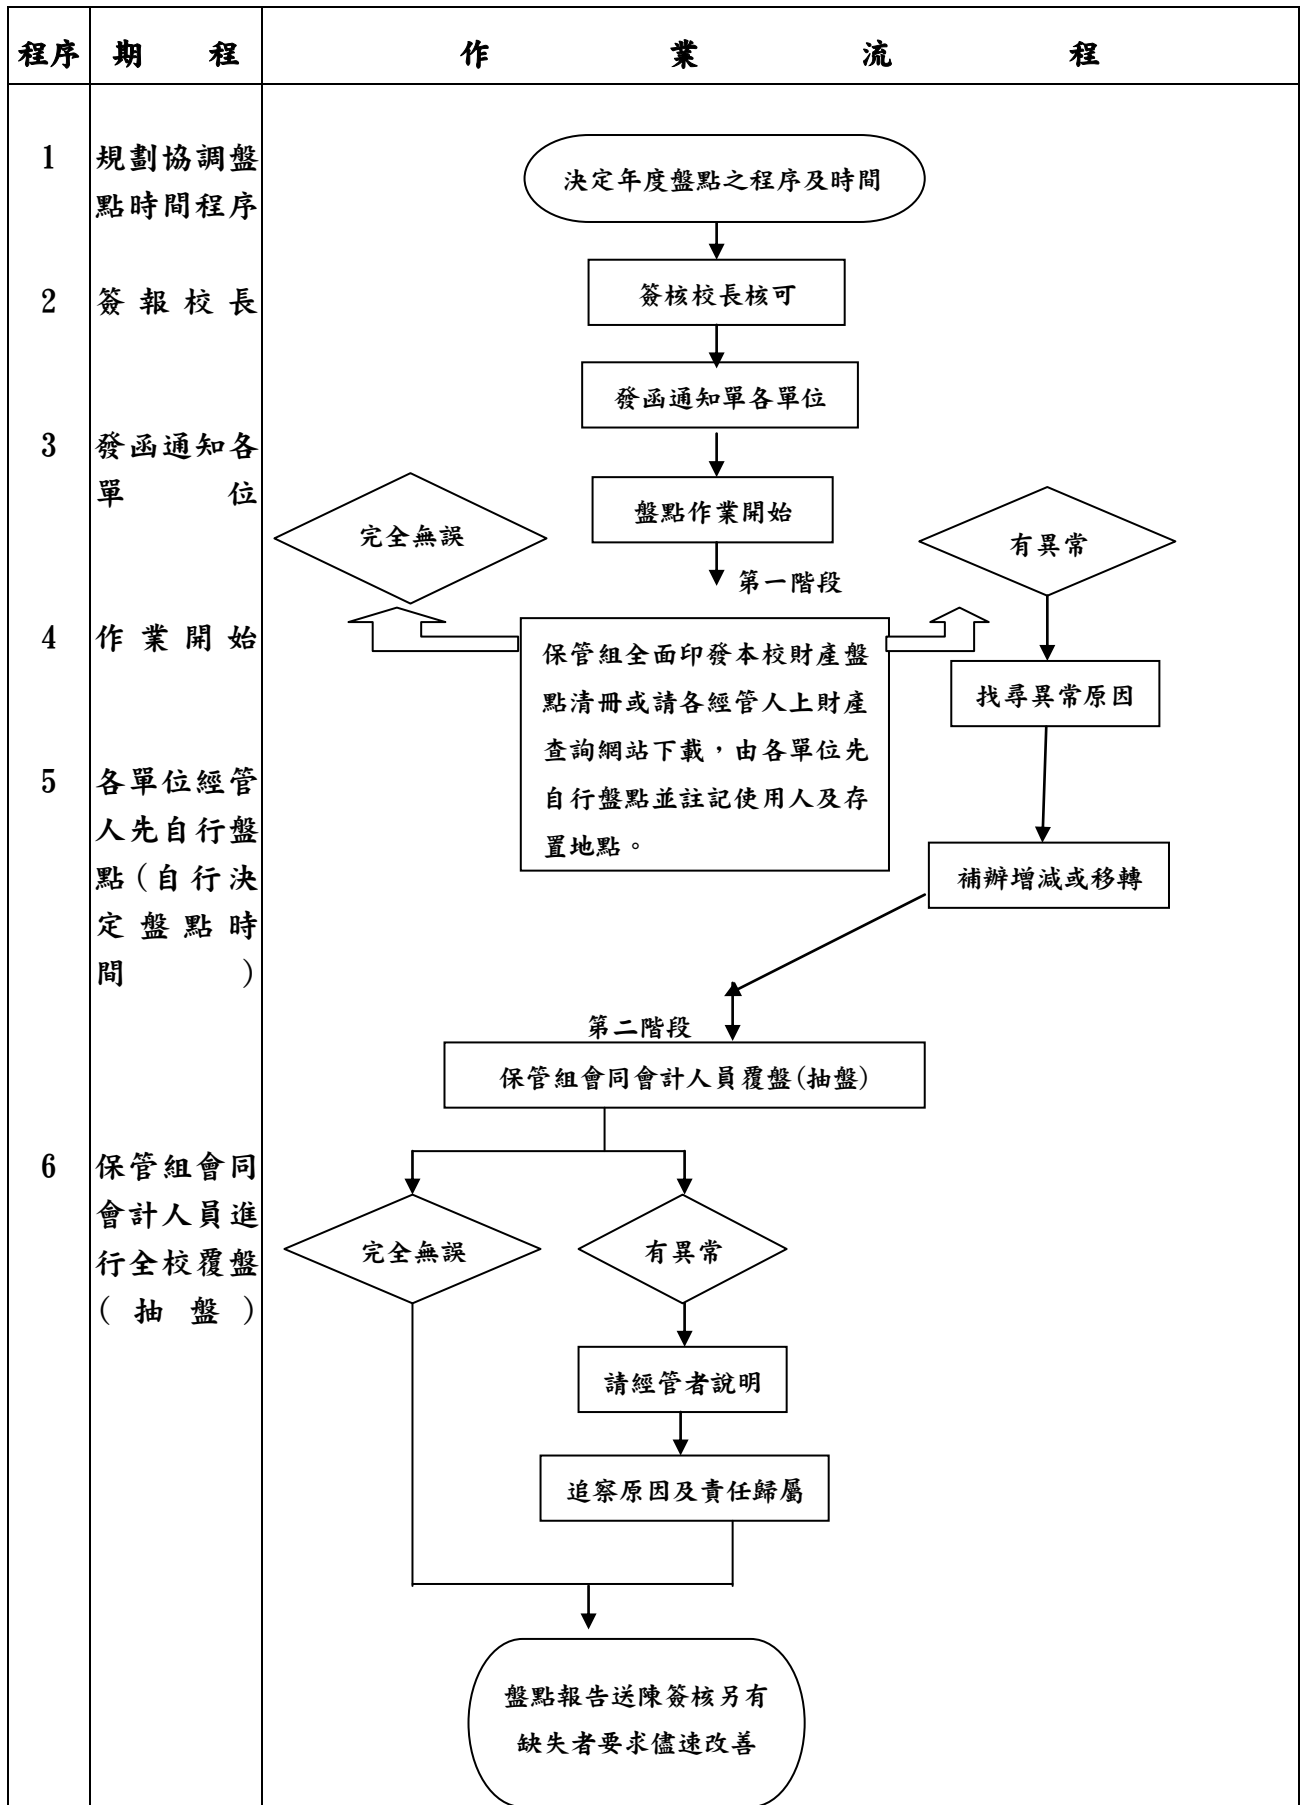 程序 期程 作業流程
1 規劃協調盤
點時間程序
決定年度盤點之程序及時間
2 簽報校長
簽核校長核可
發函通知單各單位
3 發函通知各
單位
盤點作業開始
完全無誤
有異常
第一階段
4 作業開始
保管組全面印發本校財產盤
點清冊或請各經管人上財產
查詢網站下載,由各單位先
自行盤點並註記使用人及存
置地點。
找尋異常原因
5 各單位經管
人先自行盤
點(自行決
定盤點時
間)
補辦增減或移轉
第二階段
保管組會同會計人員覆盤(抽盤)
6 保管組會同
會計人員進
行全校覆盤
(抽盤)
完全無誤
有異常
請經管者說明
追察原因及責任歸屬
盤點報告送陳簽核另有
缺失者要求儘速改善